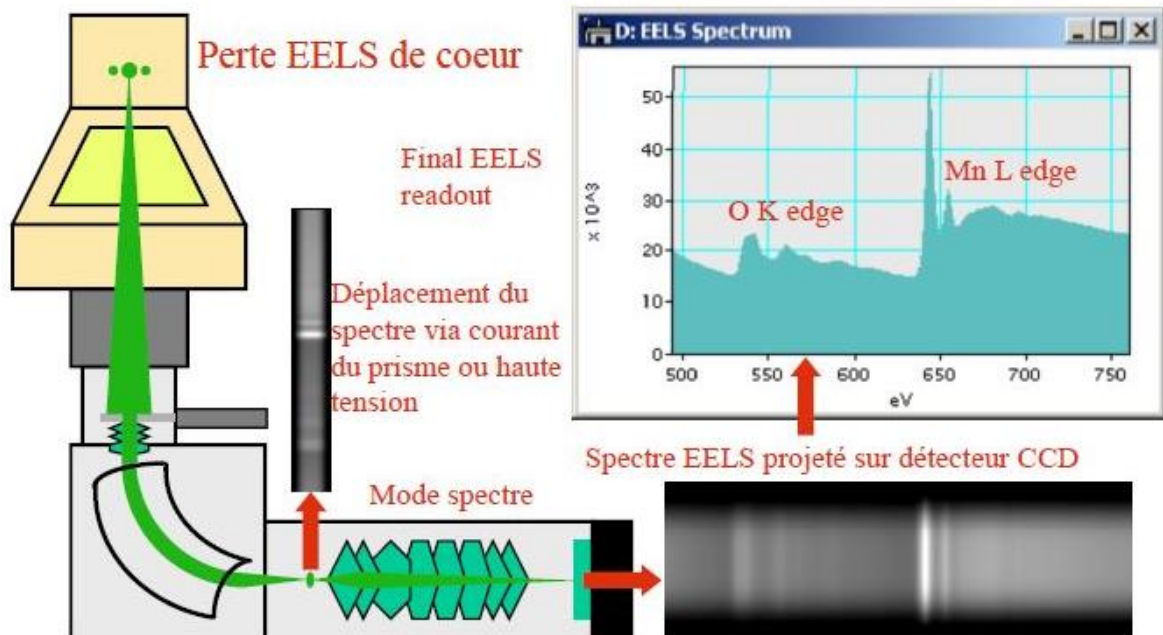 Perte EELS de coeur
Final EELS
readout
Déplacement du
spectre via courant
du prisme ou haute
tension
Mode spectre
D: EELS Spectrum
x 10^3
50
40
30
20
10
0
O K edge
Mn L edge
500 550 600 650 700 750
eV
Spectre EELS projeté sur détecteur CCD